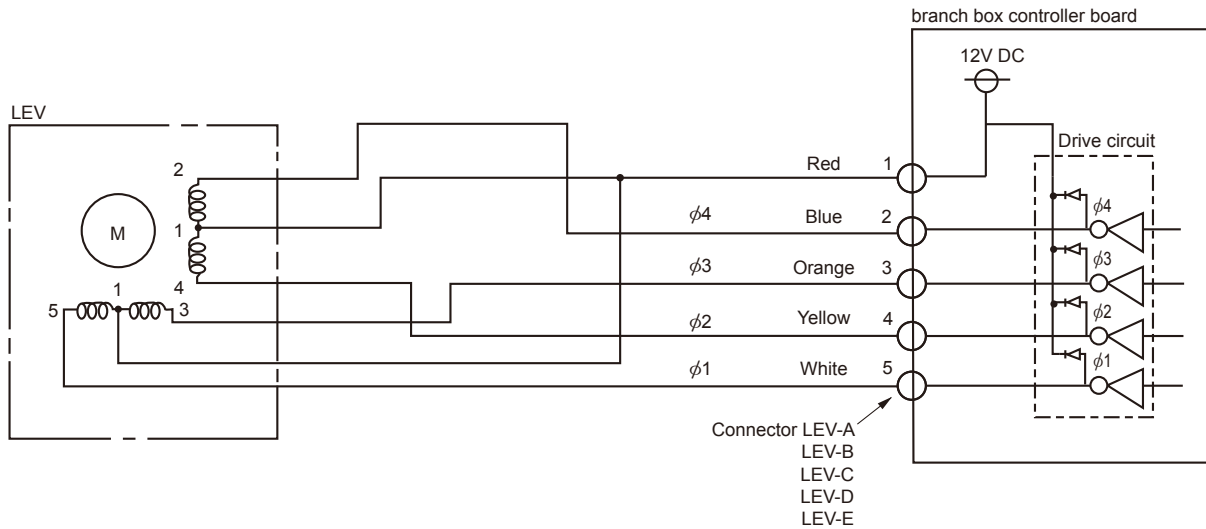 branch box controller board
12V DC
LEV
Drive circuit
2
Red 1
ϕ4 Blue 2
ϕ4
1
M
ϕ3 Orange 3
ϕ3
4
5 1 3
ϕ2 Yellow 4
ϕ2
ϕ1 White 5
ϕ1
Connector LEV-A
LEV-B
LEV-C
LEV-D
LEV-E